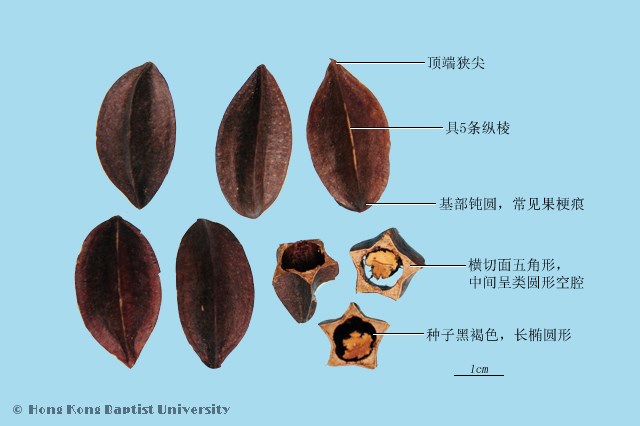 顶端狭尖
具5条纵棱
基部钝圆，常见果梗痕
横切面五角形，
中间呈类圆形空腔
种子黑褐色，长椭圆形
1cm
© Hong Kong Baptist University